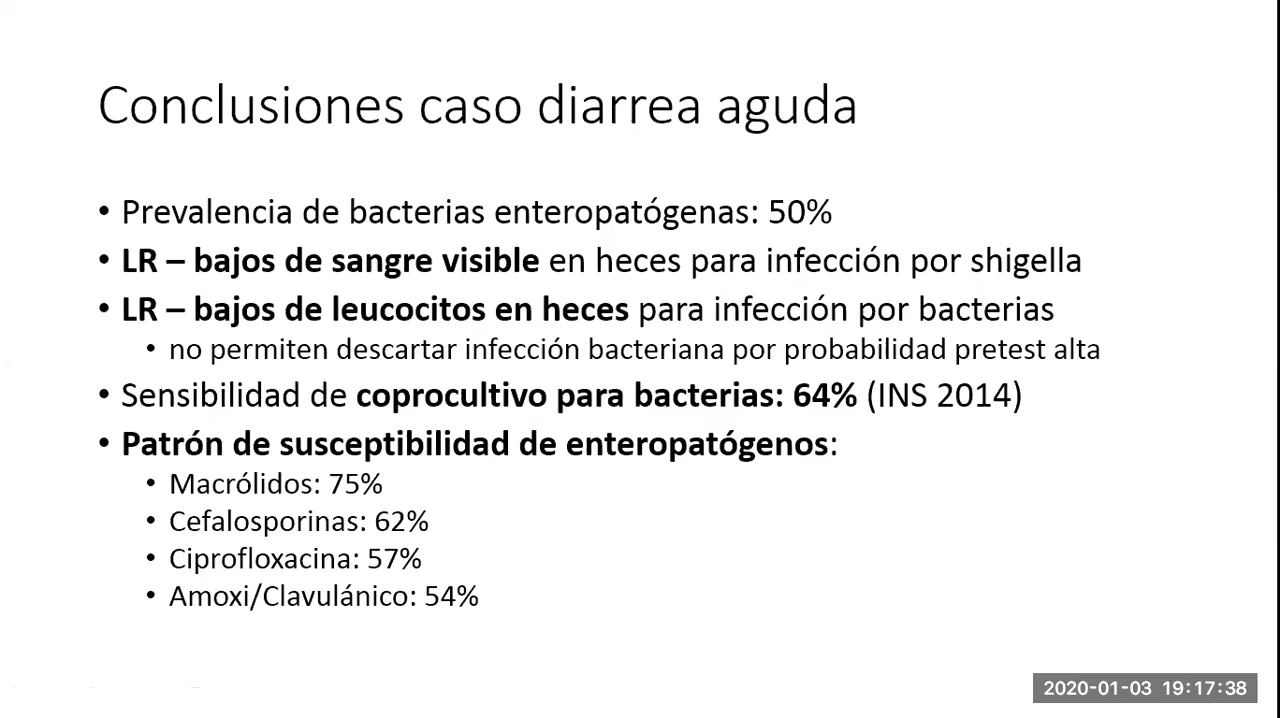 Conclusiones caso diarrea aguda
• Prevalencia de bacterias enteropatógenas: 50%
• LR – bajos de sangre visible en heces para infección por shigella
• LR – bajos de leucocitos en heces para infección por bacterias
• no permiten descartar infección bacteriana por probabilidad pretest alta
• Sensibilidad de coprocultivo para bacterias: 64% (INS 2014)
• Patrón de susceptibilidad de enteropatógenos:
• Macrólidos: 75%
• Cefalosporinas: 62%
• Ciprofloxacina: 57%
• Amoxi/Clavulánico: 54%
2020-01-03 19:17:38